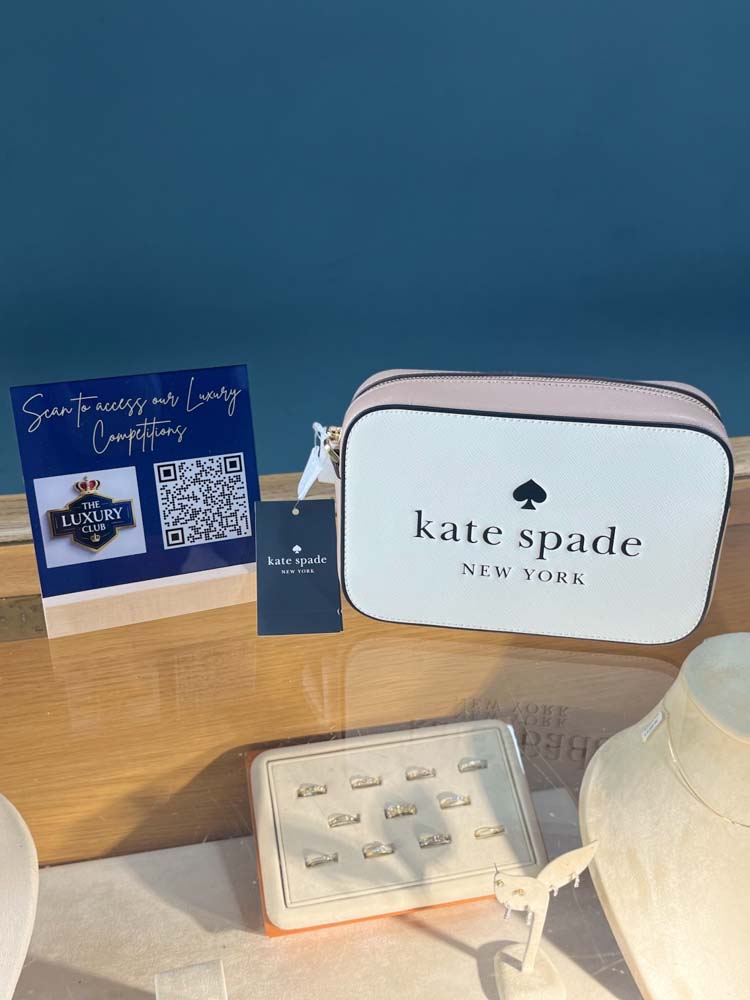 Scan to access our Luxury
Competitions
THE
LUXURY
CLUB
kate spade
NEW YORK
kate spade
NEW YORK